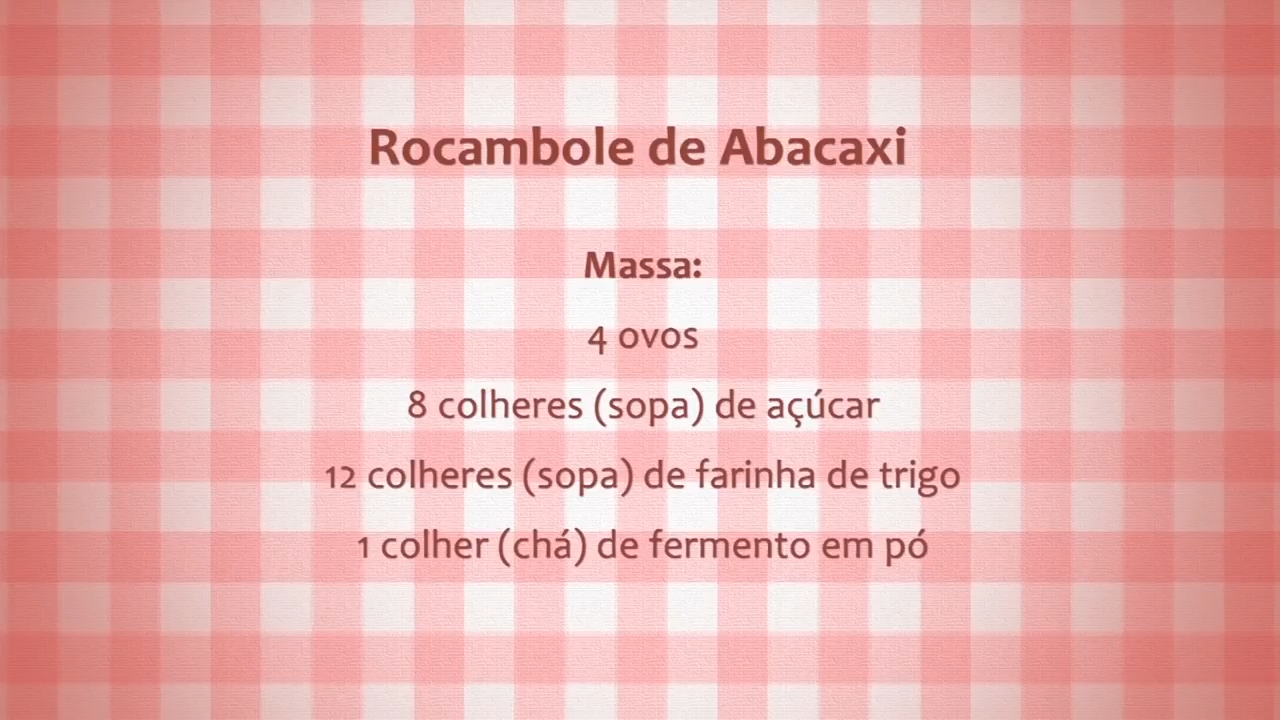 Rocambole de Abacaxi
Massa:
4 ovos
8 colheres (sopa) de açúcar
12 colheres (sopa) de farinha de trigo
1 colher (chá) de fermento em pó